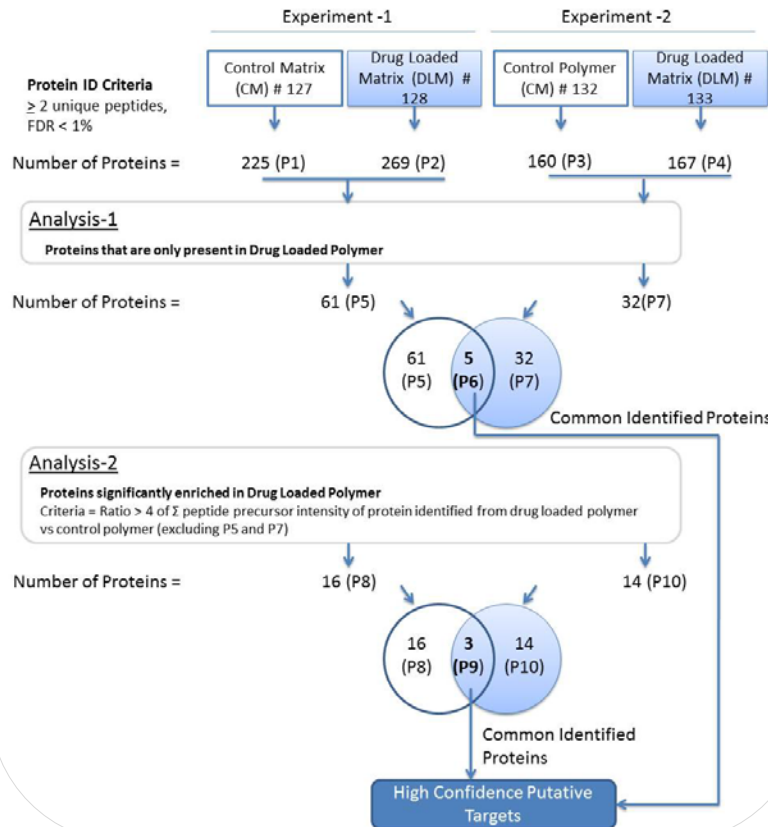 Experiment -1
Experiment -2
Protein ID Criteria
≥ 2 unique peptides,
FDR < 1%
Control Matrix
(CM) # 127
Drug Loaded
Matrix (DLM) #
128
Control Polymer
(CM) # 132
Drug Loaded
Matrix (DLM) #
133
Number of Proteins =
225 (P1)
269 (P2)
160 (P3)
167 (P4)
Analysis-1
Proteins that are only present in Drug Loaded Polymer
Number of Proteins =
61 (P5)
32(P7)
61
(P5)
5
(P6)
32
(P7)
Common Identified Proteins
Analysis-2
Proteins significantly enriched in Drug Loaded Polymer
Criteria = Ratio > 4 of Σ peptide precursor intensity of protein identified from drug loaded polymer
vs control polymer (excluding P5 and P7)
Number of Proteins =
16 (P8)
14 (P10)
16
(P8)
3
(P9)
14
(P10)
Common Identified
Proteins
High Confidence Putative
Targets